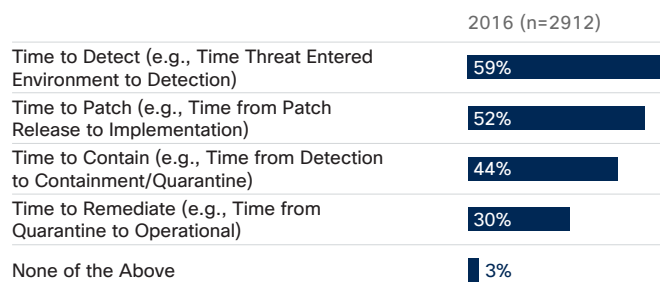 2016 (n=2912)
Time to Detect (e.g., Time Threat Entered
Environment to Detection)
59%
Time to Patch (e.g., Time from Patch
Release to Implementation)
52%
Time to Contain (e.g., Time from Detection
to Containment/Quarantine)
44%
Time to Remediate (e.g., Time from
Quarantine to Operational)
30%
None of the Above
3%